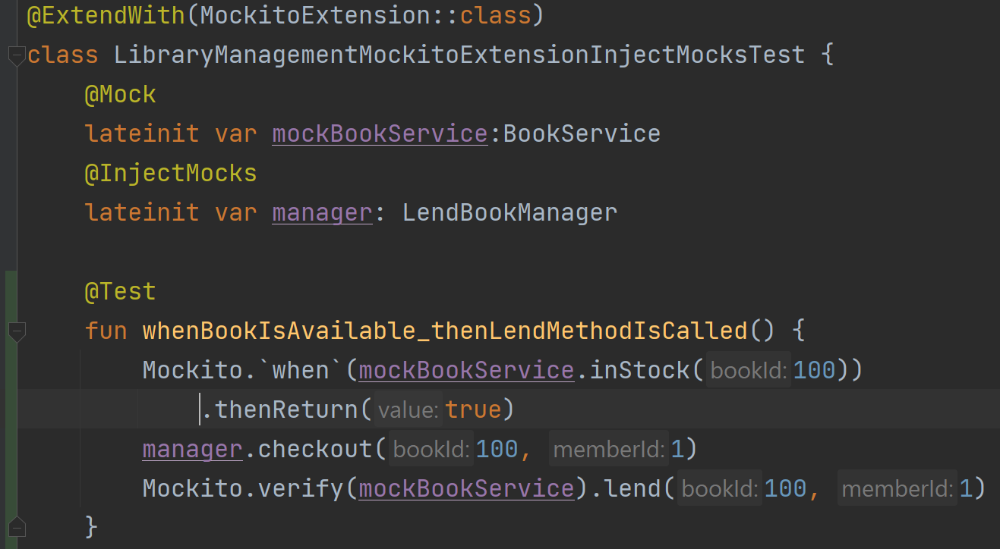 @ExtendWith(MockitoExtension::class)
class LibraryManagementMockitoExtensionInjectMocksTest {
@Mock
lateinit var mockBookService:BookService
@InjectMocks
lateinit var manager: LendBookManager
@Test
fun whenBookIsAvailable_thenLendMethodIsCalled() {
Mockito.`when`(mockBookService.inStock( bookId: 100))
.thenReturn( value: true)
manager.checkout( bookId: 100, memberId: 1)
Mockito.verify(mockBookService).lend( bookId: 100, memberId: 1)
}